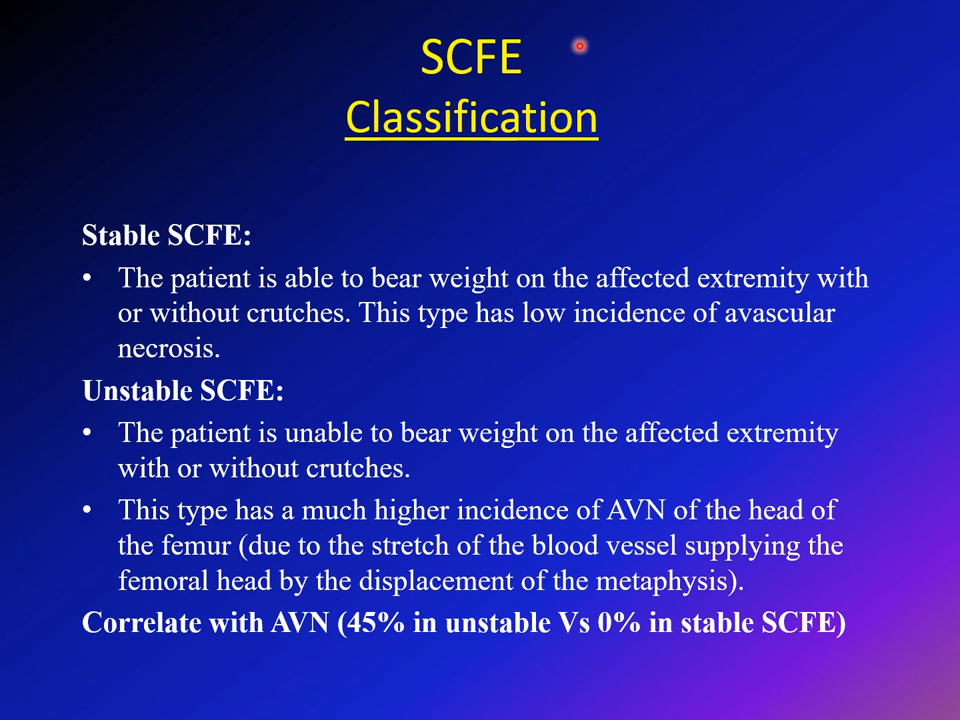 SCFE
Classification
Stable SCFE:
• The patient is able to bear weight on the affected extremity with
or without crutches. This type has low incidence of avascular
necrosis.
Unstable SCFE:
• The patient is unable to bear weight on the affected extremity
with or without crutches.
• This type has a much higher incidence of AVN of the head of
the femur (due to the stretch of the blood vessel supplying the
femoral head by the displacement of the metaphysis).
Correlate with AVN (45% in unstable Vs 0% in stable SCFE)